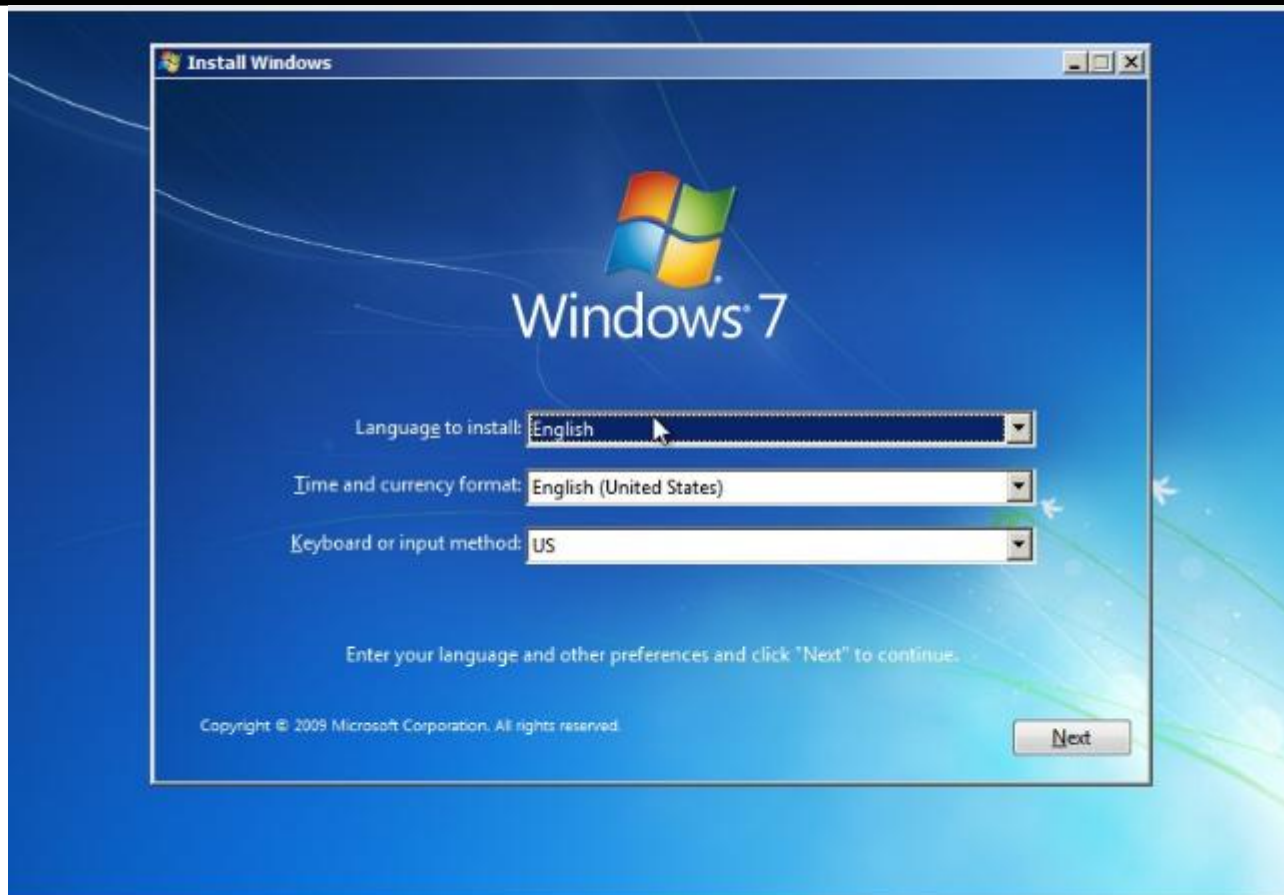 Install Windows
Windows® 7
Language to install: English
Time and currency format: English (United States)
Keyboard or input method: US
Enter your language and other preferences and click "Next" to continue.
Copyright © 2009 Microsoft Corporation. All rights reserved.
Next